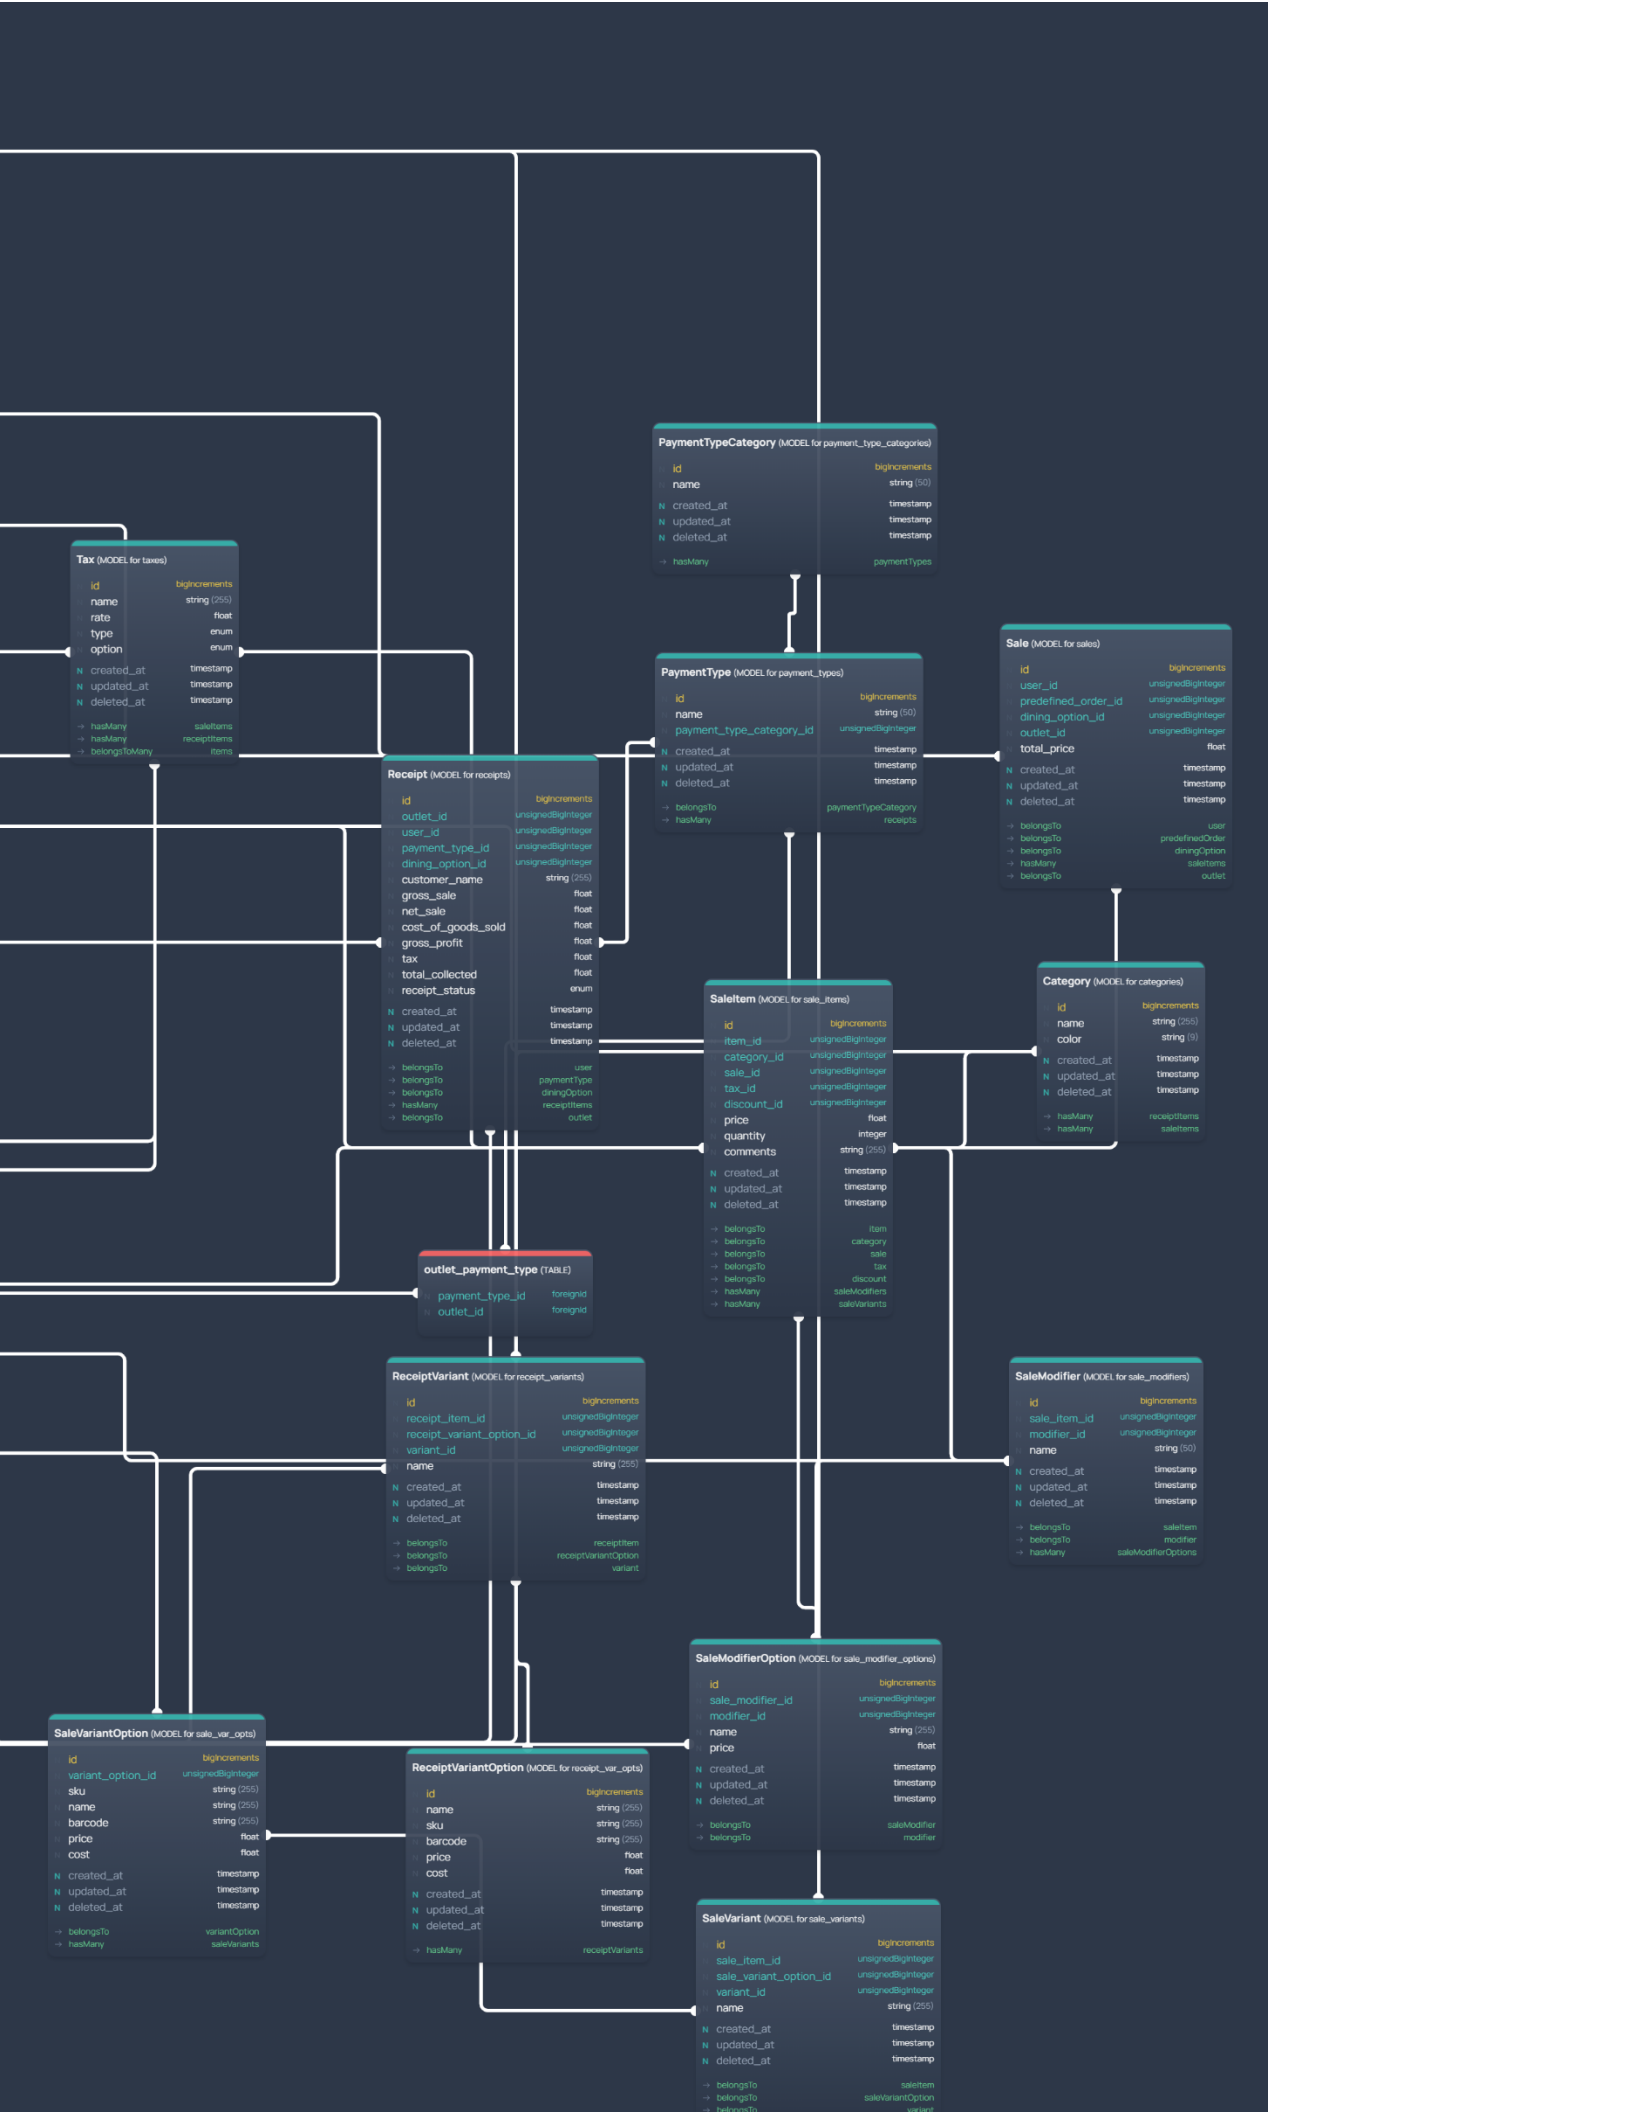 PaymentTypeCategory (MODEL for payment_type_categories)
id bigIncrements
name string (50)
N created_at timestamp
N updated_at timestamp
N deleted_at timestamp
→ hasMany paymentTypes
Tax (MODEL for taxes)
id bigIncrements
name string (255)
rate float
type enum
option enum
N created_at timestamp
N updated_at timestamp
N deleted_at timestamp
→ hasMany saleItems
→ hasMany receiptItems
→ belongsToMany items
PaymentType (MODEL for payment_types)
id bigIncrements
name string (50)
payment_type_category_id unsignedBigInteger
N created_at timestamp
N updated_at timestamp
N deleted_at timestamp
→ belongsTo paymentTypeCategory
→ hasMany receipts
Sale (MODEL for sales)
id bigIncrements
user_id unsignedBigInteger
predefined_order_id unsignedBigInteger
dining_option_id unsignedBigInteger
outlet_id unsignedBigInteger
total_price float
N created_at timestamp
N updated_at timestamp
N deleted_at timestamp
→ belongsTo user
→ belongsTo predefinedOrder
→ belongsTo diningOption
→ hasMany saleItems
→ belongsTo outlet
Receipt (MODEL for receipts)
id bigIncrements
outlet_id unsignedBigInteger
user_id unsignedBigInteger
payment_type_id unsignedBigInteger
dining_option_id unsignedBigInteger
customer_name string (255)
gross_sale float
net_sale float
cost_of_goods_sold float
gross_profit float
tax float
total_collected float
receipt_status enum
N created_at timestamp
N updated_at timestamp
N deleted_at timestamp
→ belongsTo user
→ belongsTo paymentType
→ belongsTo diningOption
→ hasMany receiptItems
→ belongsTo outlet
SaleItem (MODEL for sale_items)
id bigIncrements
item_id unsignedBigInteger
category_id unsignedBigInteger
sale_id unsignedBigInteger
tax_id unsignedBigInteger
discount_id unsignedBigInteger
price float
quantity integer
comments string (255)
N created_at timestamp
N updated_at timestamp
N deleted_at timestamp
→ belongsTo item
→ belongsTo category
→ belongsTo sale
→ belongsTo tax
→ belongsTo discount
→ hasMany saleModifiers
→ hasMany saleVariants
Category (MODEL for categories)
id bigIncrements
name string (255)
color string (9)
N created_at timestamp
N updated_at timestamp
N deleted_at timestamp
→ hasMany receiptItems
→ hasMany saleItems
outlet_payment_type (TABLE)
payment_type_id foreignId
outlet_id foreignId
ReceiptVariant (MODEL for receipt_variants)
id bigIncrements
receipt_item_id unsignedBigInteger
receipt_variant_option_id unsignedBigInteger
variant_id unsignedBigInteger
name string (255)
N created_at timestamp
N updated_at timestamp
N deleted_at timestamp
→ belongsTo receiptItem
→ belongsTo receiptVariantOption
→ belongsTo variant
SaleModifier (MODEL for sale_modifiers)
id bigIncrements
sale_item_id unsignedBigInteger
modifier_id unsignedBigInteger
name string (50)
N created_at timestamp
N updated_at timestamp
N deleted_at timestamp
→ belongsTo saleItem
→ belongsTo modifier
→ hasMany saleModifierOptions
SaleModifierOption (MODEL for sale_modifier_options)
id bigIncrements
sale_modifier_id unsignedBigInteger
modifier_id unsignedBigInteger
name string (255)
price float
N created_at timestamp
N updated_at timestamp
N deleted_at timestamp
→ belongsTo saleModifier
→ belongsTo modifier
SaleVariantOption (MODEL for sale_var_opts)
id bigIncrements
variant_option_id unsignedBigInteger
sku string (255)
name string (255)
barcode string (255)
price float
cost float
N created_at timestamp
N updated_at timestamp
N deleted_at timestamp
→ belongsTo variantOption
→ hasMany saleVariants
ReceiptVariantOption (MODEL for receipt_var_opts)
id bigIncrements
name string (255)
sku string (255)
barcode string (255)
price float
cost float
N created_at timestamp
N updated_at timestamp
N deleted_at timestamp
→ hasMany receiptVariants
SaleVariant (MODEL for sale_variants)
id bigIncrements
sale_item_id unsignedBigInteger
sale_variant_option_id unsignedBigInteger
variant_id unsignedBigInteger
name string (255)
N created_at timestamp
N updated_at timestamp
N deleted_at timestamp
→ belongsTo saleItem
→ belongsTo saleVariantOption
→ belongsTo variant